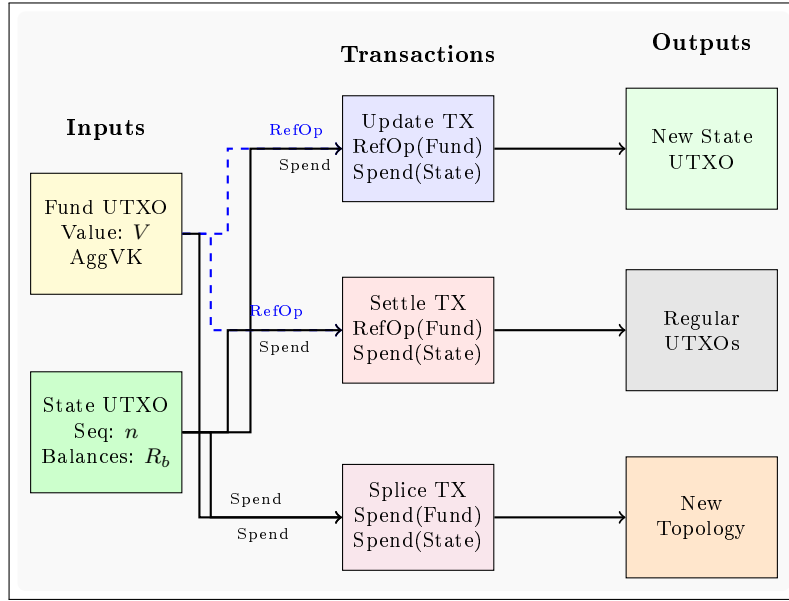 Inputs
Transactions
Outputs
Fund UTXO
Value: V
AggVK
State UTXO
Seq: n
Balances: R_b
RefOp
Spend
RefOp
Spend
Spend
Spend
Update TX
RefOp(Fund)
Spend(State)
Settle TX
RefOp(Fund)
Spend(State)
Splice TX
Spend(Fund)
Spend(State)
New State
UTXO
Regular
UTXOs
New
Topology